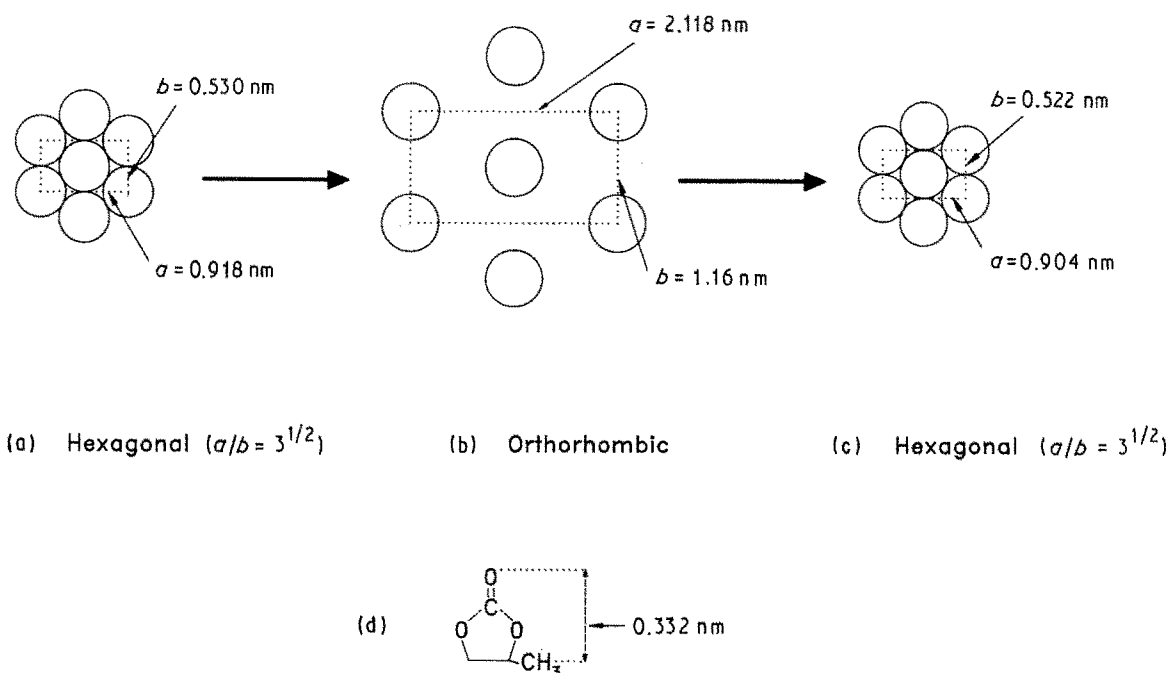 a = 2.118 nm
b = 0.530 nm
b = 0.522 nm
a = 0.918 nm
b = 1.16 nm
a=0.904 nm
(a) Hexagonal (a/b = 3^{1/2})
(b) Orthorhombic
(c) Hexagonal (a/b = 3^{1/2})
O
C
(d) O O 0.332 nm
CH₃